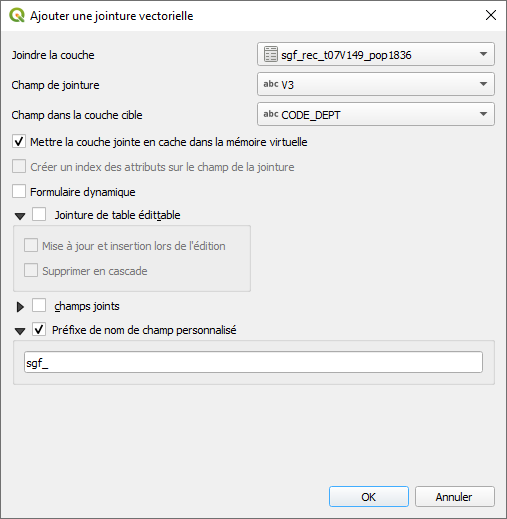 Ajouter une jointure vectorielle
Joindre la couche
sgf_rec_t07V149_pop1836
Champ de jointure
abc V3
Champ dans la couche cible
abc CODE_DEPT
Mettre la couche jointe en cache dans la mémoire virtuelle
Créer un index des attributs sur le champ de la jointure
Formulaire dynamique
Jointure de table édittable
Mise à jour et insertion lors de l'édition
Supprimer en cascade
champs joints
Préfixe de nom de champ personnalisé
sgf_
OK
Annuler